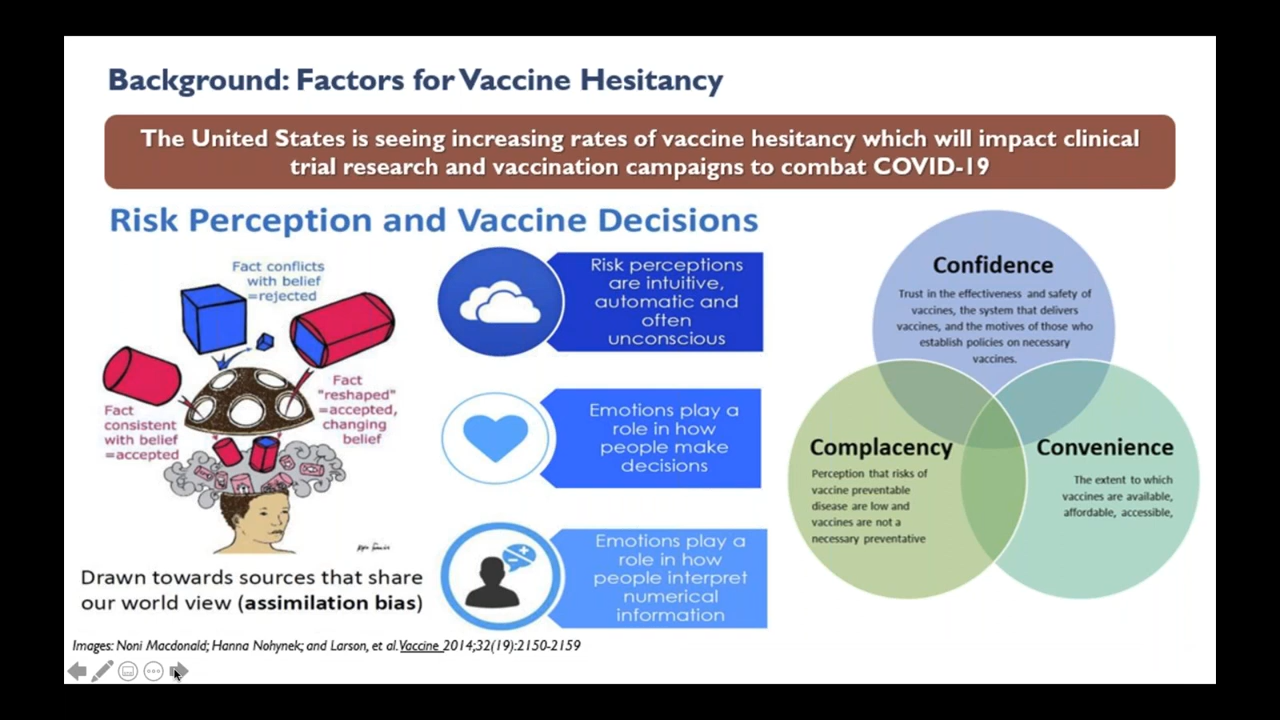 Background: Factors for Vaccine Hesitancy
The United States is seeing increasing rates of vaccine hesitancy which will impact clinical
trial research and vaccination campaigns to combat COVID-19
Risk Perception and Vaccine Decisions
Fact conflicts
with belief
=rejected
Fact
consistent
with belief
=accepted
Fact
"reshaped"
=accepted,
changing
belief
Drawn towards sources that share
our world view (assimilation bias)
Risk perceptions
are intuitive,
automatic and
often
unconscious
Emotions play a
role in how
people make
decisions
Emotions play a
role in how
people interpret
numerical
information
Confidence
Trust in the effectiveness and safety of
vaccines, the system that delivers
vaccines, and the motives of those who
establish policies on necessary
vaccines.
Complacency
Perception that risks of
vaccine preventable
disease are low and
vaccines are not a
necessary preventative
Convenience
The extent to which
vaccines are available,
affordable, accessible,
Images: Noni Macdonald; Hanna Nohynek; and Larson, et al. Vaccine 2014;32(19):2150-2159